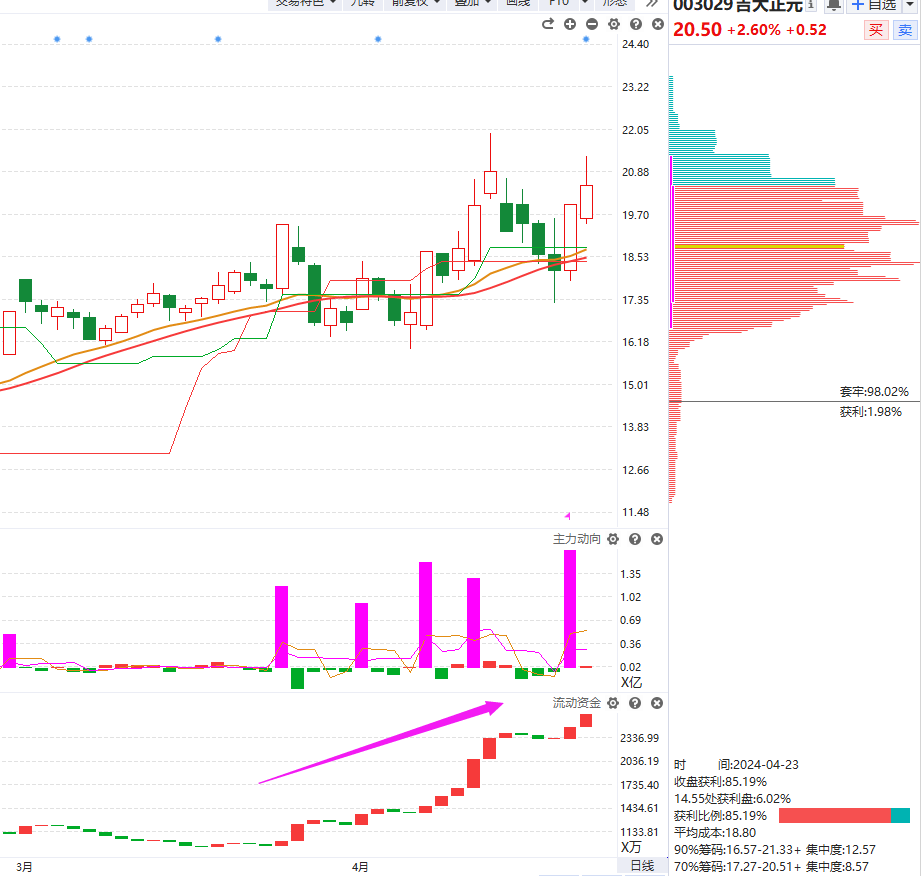 交易特色 九转 前复权 叠加 画线 F10 形态 »
003029 吉大正元 自选
20.50 +2.60% +0.52 买 卖
24.40
23.22
22.05
20.88
19.70
18.53
17.35
16.18
15.01
13.83
12.66
11.48
套牢:98.02%
获利:1.98%
主力动向
1.35
1.02
0.69
0.36
0.02
X亿
流动资金
2336.99
2036.19
1735.40
1434.61
1133.81
X万
3月 4月 日线
时 间:2024-04-23
收盘获利:85.19%
14.55处获利盘:6.02%
获利比例:85.19%
平均成本:18.80
90%筹码:16.57-21.33+ 集中度:12.57
70%筹码:17.27-20.51+ 集中度:8.57